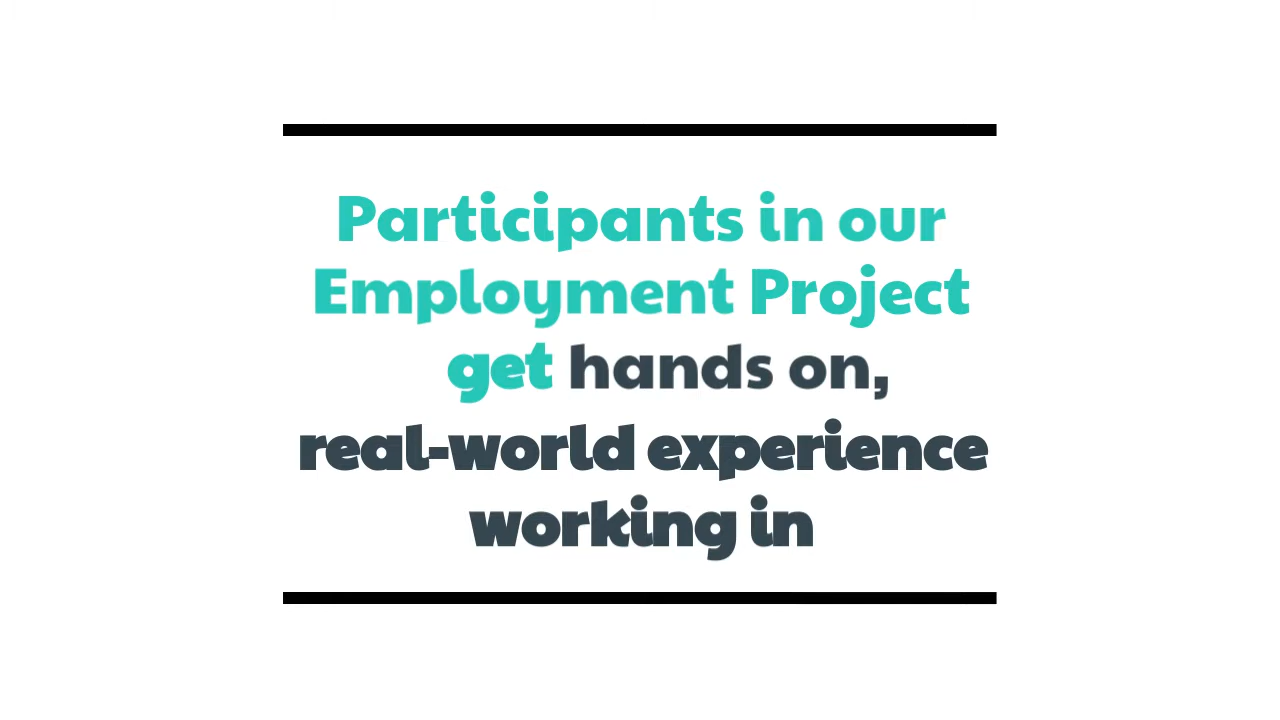 Participants in our
Employment Project
get hands on,
real-world experience
working in